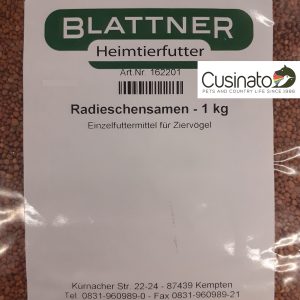 BLATTNER
Heimtierfutter
Art.Nr. 162201
Cusinato
PETS AND COUNTRY LIFE SINCE 1986
Radieschensamen - 1 kg
Einzelfuttermittel für Ziervögel
Kurnacher Str. 22-24 - 87439 Kempten
Tel. 0831-960989-0 - Fax 0831-960989-21